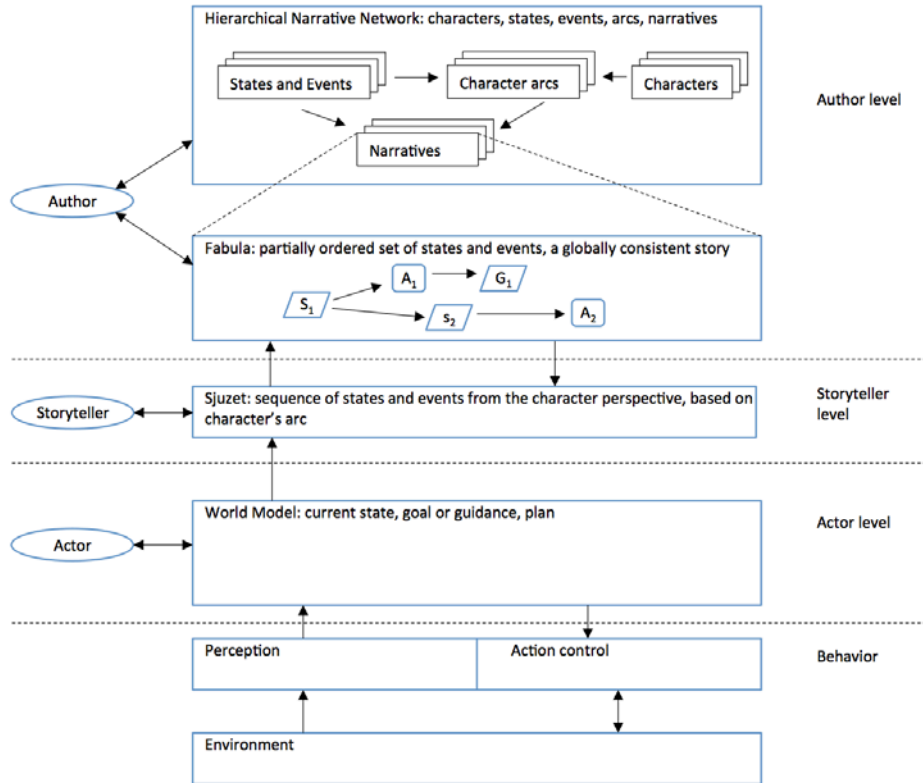 Hierarchical Narrative Network: characters, states, events, arcs, narratives
States and Events
Character arcs
Characters
Author level
Narratives
Author
Fabula: partially ordered set of states and events, a globally consistent story
A1
G1
S1
s2
A2
Storyteller
Sjuzet: sequence of states and events from the character perspective, based on
character's arc
Storyteller
level
World Model: current state, goal or guidance, plan
Actor level
Actor
Perception
Action control
Behavior
Environment